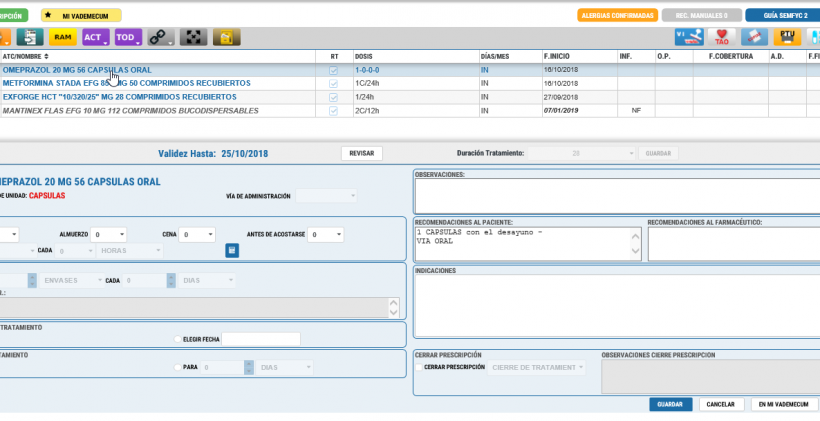 RIPCIÓN MI VADEMECUM ALERGIAS CONFIRMADAS REC. MANUALES 0 GUÍA SEMFYC 2
RAM ACT. TOD. TAO PTU
ATC/NOMBRE RT DOSIS DÍAS/MES F.INICIO INF. O.P. F.COBERTURA A.D. F.FI
OMEPRAZOL 20 MG 56 CAPSULAS ORAL 1-0-0-0 IN 16/10/2018
METFORMINA STADA EFG 85 MG 50 COMPRIMIDOS RECUBIERTOS 1C/24h IN 16/10/2018
EXFORGE HCT "10/320/25" MG 28 COMPRIMIDOS RECUBIERTOS 1/24h IN 27/09/2018
MANTINEX FLAS EFG 10 MG 112 COMPRIMIDOS BUCODISPERSABLES 2C/12h IN 07/01/2019 NF
Validez Hasta: 25/10/2018 REVISAR Duración Tratamiento: 28 GUARDAR
EPRAZOL 20 MG 56 CAPSULAS ORAL
E UNIDAD: CAPSULAS VÍA DE ADMINISTRACIÓN
OBSERVACIONES:
ALMUERZO 0 CENA 0 ANTES DE ACOSTARSE 0
CADA 0 HORAS
RECOMENDACIONES AL PACIENTE: RECOMENDACIONES AL FARMACÉUTICO:
1 CAPSULAS con el desayuno -
VIA ORAL
ENVASES CADA 0 DIAS
.:
INDICACIONES
TRATAMIENTO
ELEGIR FECHA
TAMIENTO
PARA 0 DIAS
CERRAR PRESCRIPCIÓN OBSERVACIONES CIERRE PRESCRIPCION
CERRAR PRESCRIPCIÓN CIERRE DE TRATAMIENT
GUARDAR CANCELAR EN MI VADEMECUM